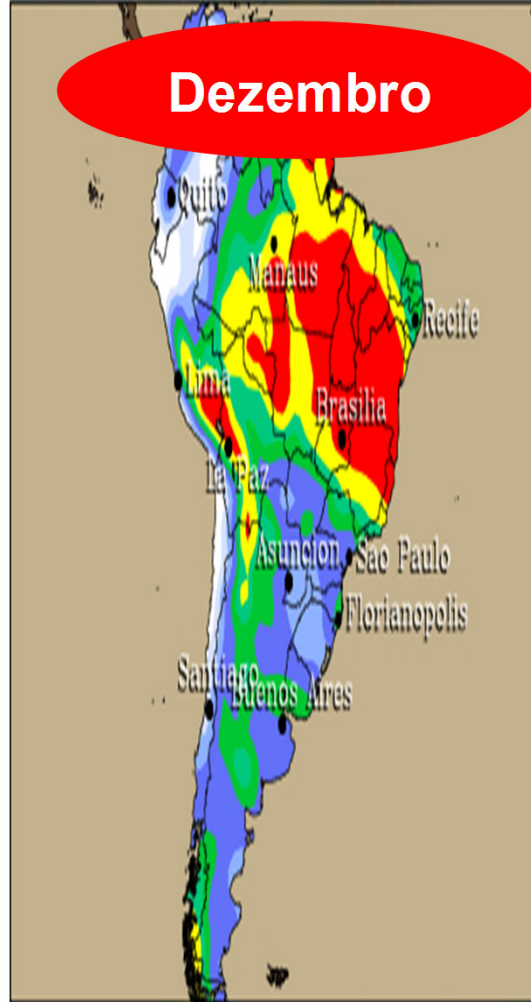 Dezembro
Quito
Manaus
Recife
Lima
Brasilia
La Paz
Asuncion
Sao Paulo
Florianopolis
Santiago
Buenos Aires